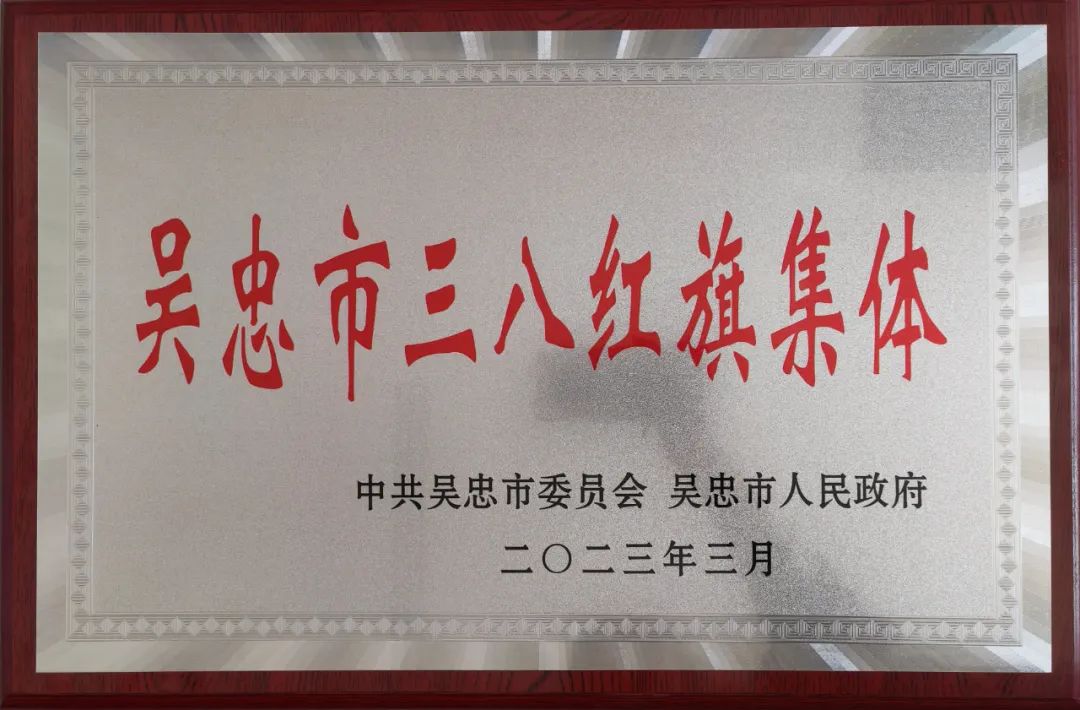 吴忠市三八红旗集体
中共吴忠市委员会 吴忠市人民政府
二〇二三年三月